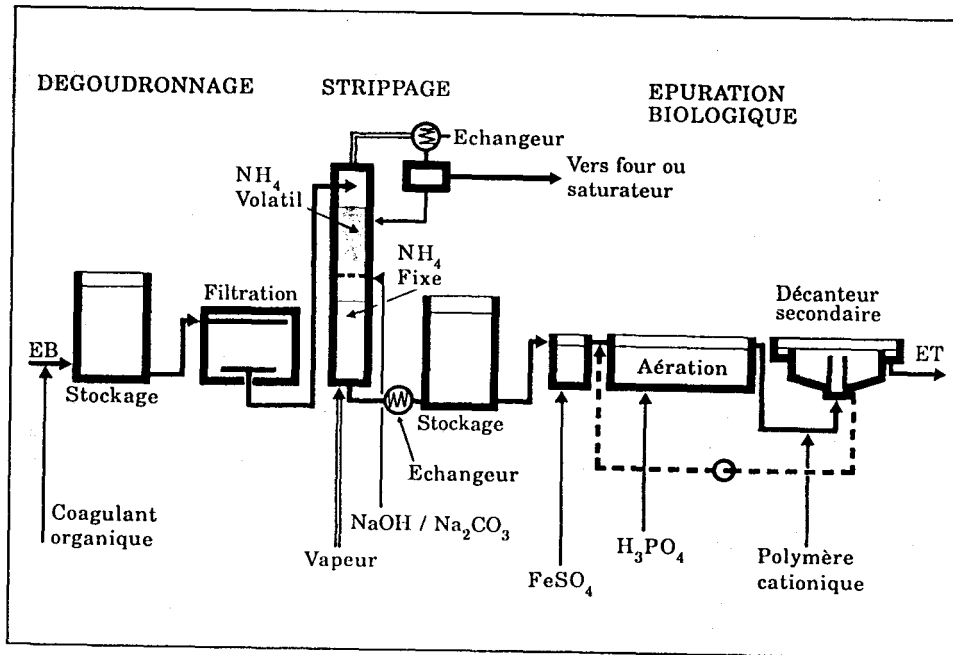 DEGOUDRONNAGE
STRIPPAGE
EPURATION
BIOLOGIQUE
Echangeur
Vers four ou
saturateur
NH₄
Volatil
NH₄
Fixe
Filtration
Décanteur
secondaire
EB
ET
Aération
Stockage
Stockage
Echangeur
Coagulant
organique
NaOH / Na₂CO₃
Vapeur
H₃PO₄
FeSO₄
Polymère
cationique